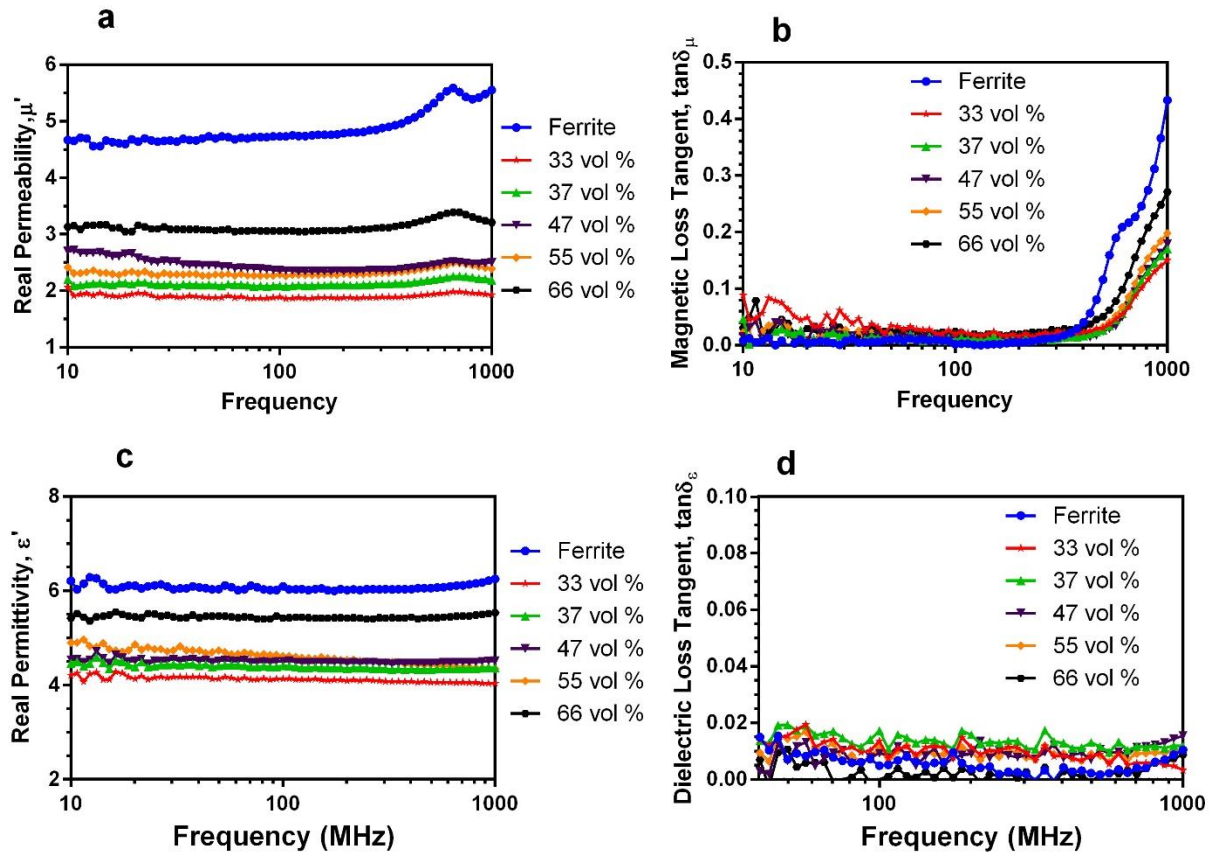 a
Real Permeability,μ'
6
5
4
3
2
1
10
100
1000
Frequency
Ferrite
33 vol %
37 vol %
47 vol %
55 vol %
66 vol %
b
Magnetic Loss Tangent, tanδμ
0.5
0.4
0.3
0.2
0.1
0.0
10
100
1000
Frequency
Ferrite
33 vol %
37 vol %
47 vol %
55 vol %
66 vol %
c
Real Permittivity, ε'
8
6
4
2
10
100
1000
Frequency (MHz)
Ferrite
33 vol %
37 vol %
47 vol %
55 vol %
66 vol %
d
Dielectric Loss Tangent, tanδε
0.10
0.08
0.06
0.04
0.02
0.00
100
1000
Frequency (MHz)
Ferrite
33 vol %
37 vol %
47 vol %
55 vol %
66 vol %